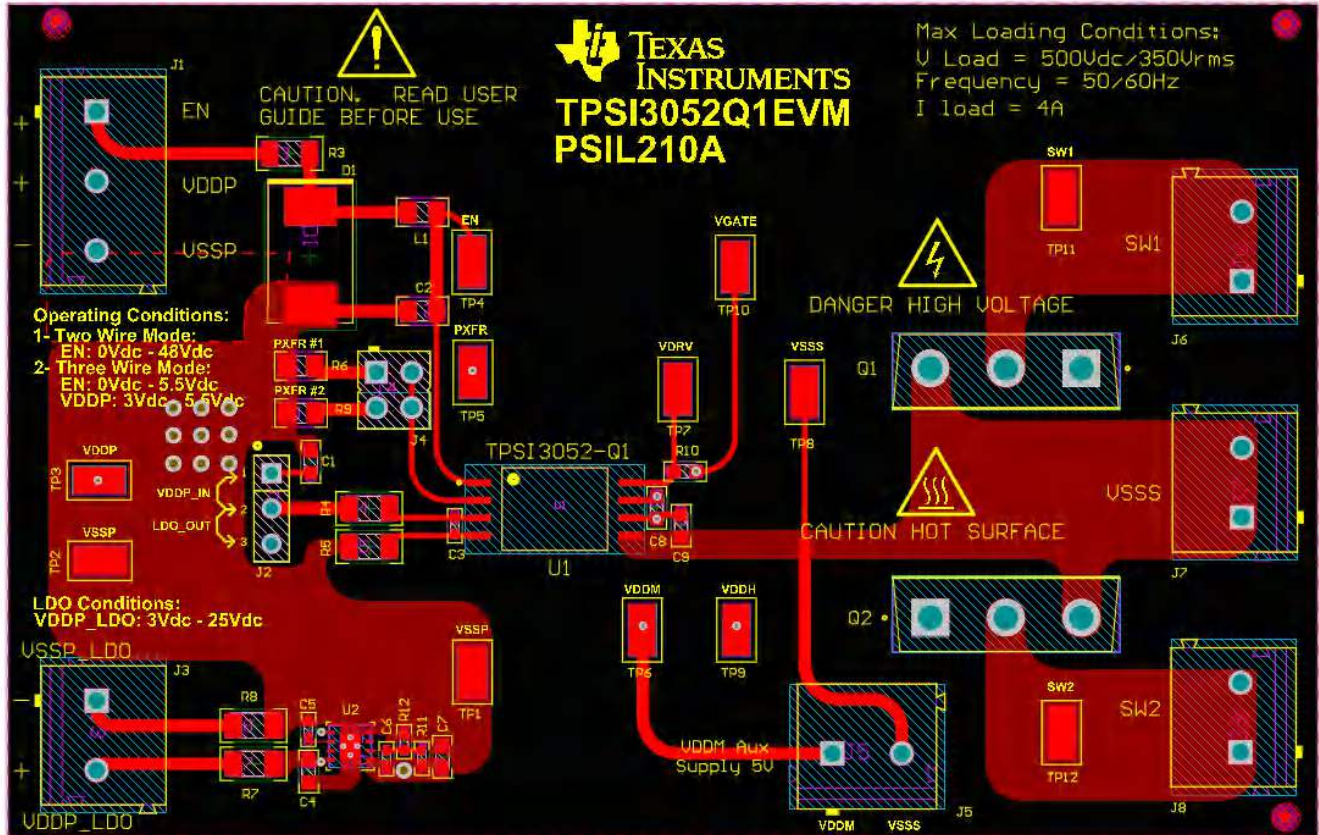 TEXAS
INSTRUMENTS
TPSI3052Q1EVM
PSIL210A
Max Loading Conditions:
V Load = 500Vdc/350Vrms
Frequency = 50/60Hz
I load = 4A
CAUTION. READ USER
GUIDE BEFORE USE
J1
EN
VDDP
VSSP
+
+
-
R3
D1
L1
EN
TP4
C2
PXFR
TP5
Operating Conditions:
1- Two Wire Mode:
EN: 0Vdc - 48Vdc
2- Three Wire Mode:
EN: 0Vdc - 5.5Vdc
VDDP: 3Vdc - 5.5Vdc
PXFR #1
R6
PXFR #2
R9
J4
VGATE
TP10
VDRV
TP7
VSSS
TP8
R10
SW1
TP11
SW1
J6
DANGER HIGH VOLTAGE
Q1
VDDP
TP3
VSSP
TP2
C1
1
VDDP_IN
2
LDO_OUT
3
J2
R4
R5
C3
TPSI3052-Q1
U1
C8
C9
VSSS
J7
CAUTION HOT SURFACE
Q2
LDO Conditions:
VDDP_LDO: 3Vdc - 25Vdc
VSSP_LDO
J3
-
+
VDDP_LDO
R8
R7
C5
C4
U2
C6
R12
R11
C7
VSSP
TP1
VDDM
TP6
VDDH
TP9
VDDM Aux
Supply 5V
J5
VDDM
VSSS
SW2
TP12
SW2
J8